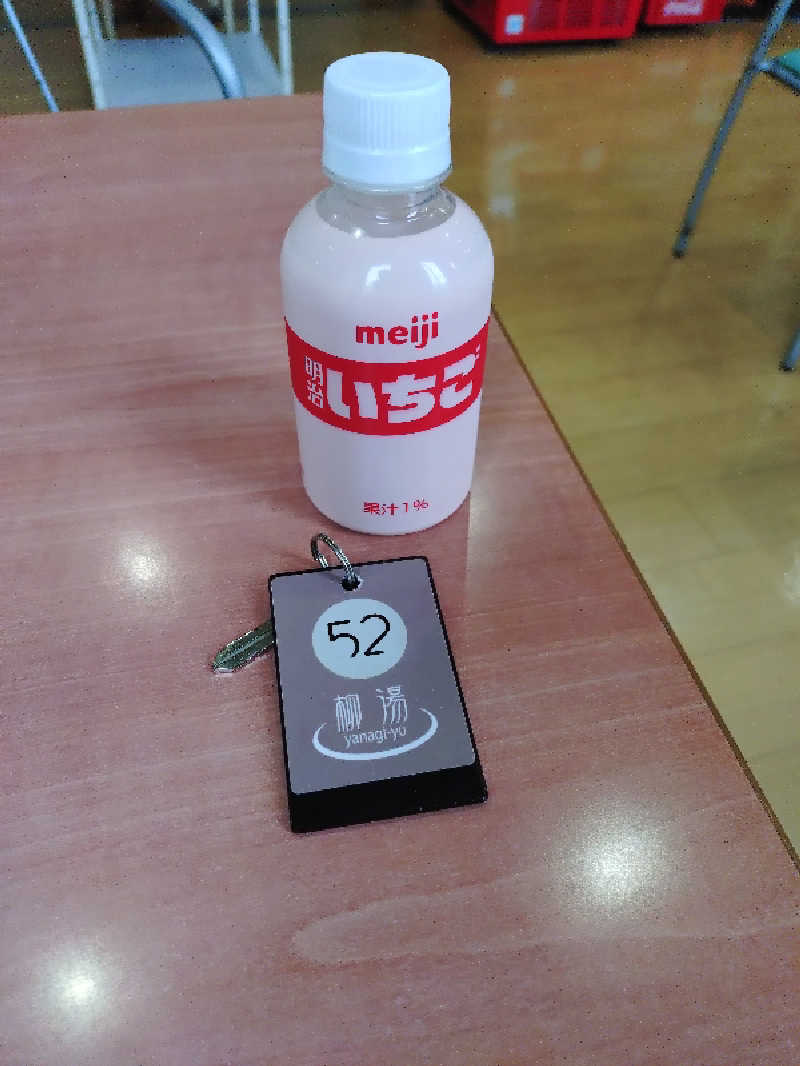 meiji
明治 いちご
果汁1%
52
柳 湯
yanagi-yu